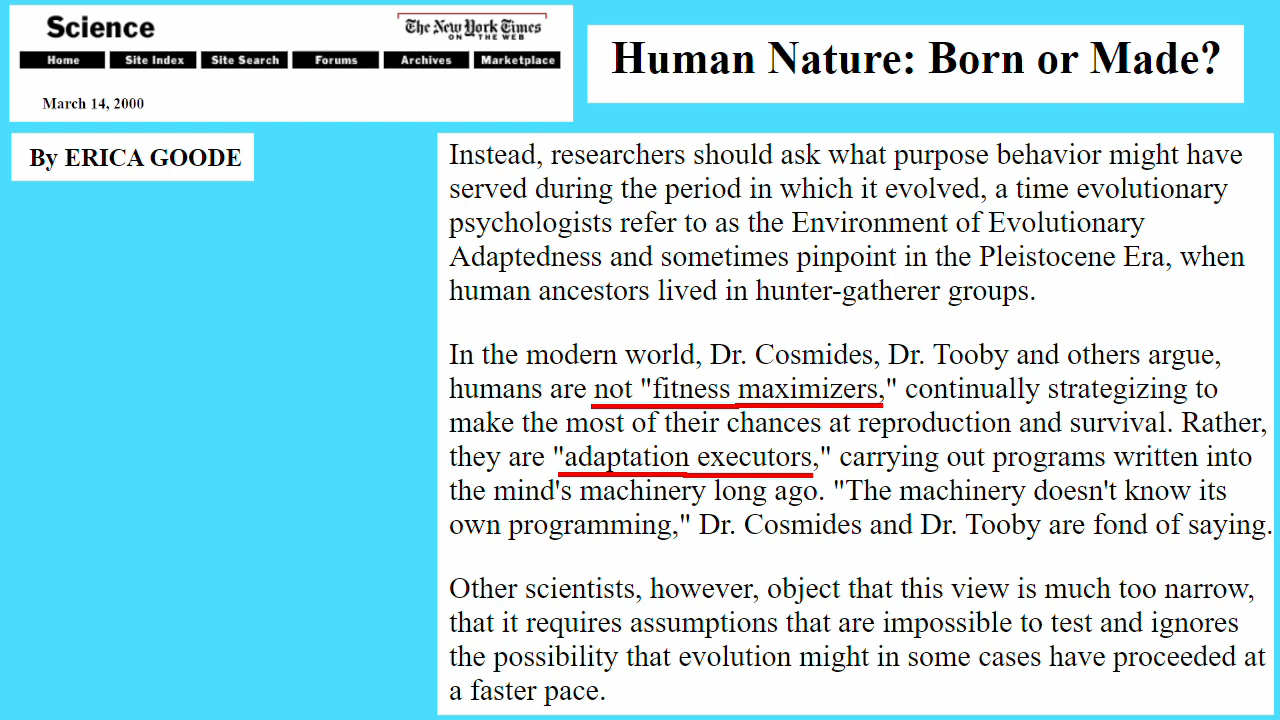 Science
The New York Times
ON THE WEB
Home Site Index Site Search Forums Archives Marketplace
March 14, 2000
Human Nature: Born or Made?
By ERICA GOODE
Instead, researchers should ask what purpose behavior might have
served during the period in which it evolved, a time evolutionary
psychologists refer to as the Environment of Evolutionary
Adaptedness and sometimes pinpoint in the Pleistocene Era, when
human ancestors lived in hunter-gatherer groups.
In the modern world, Dr. Cosmides, Dr. Tooby and others argue,
humans are not "fitness maximizers," continually strategizing to
make the most of their chances at reproduction and survival. Rather,
they are "adaptation executors," carrying out programs written into
the mind's machinery long ago. "The machinery doesn't know its
own programming," Dr. Cosmides and Dr. Tooby are fond of saying.
Other scientists, however, object that this view is much too narrow,
that it requires assumptions that are impossible to test and ignores
the possibility that evolution might in some cases have proceeded at
a faster pace.